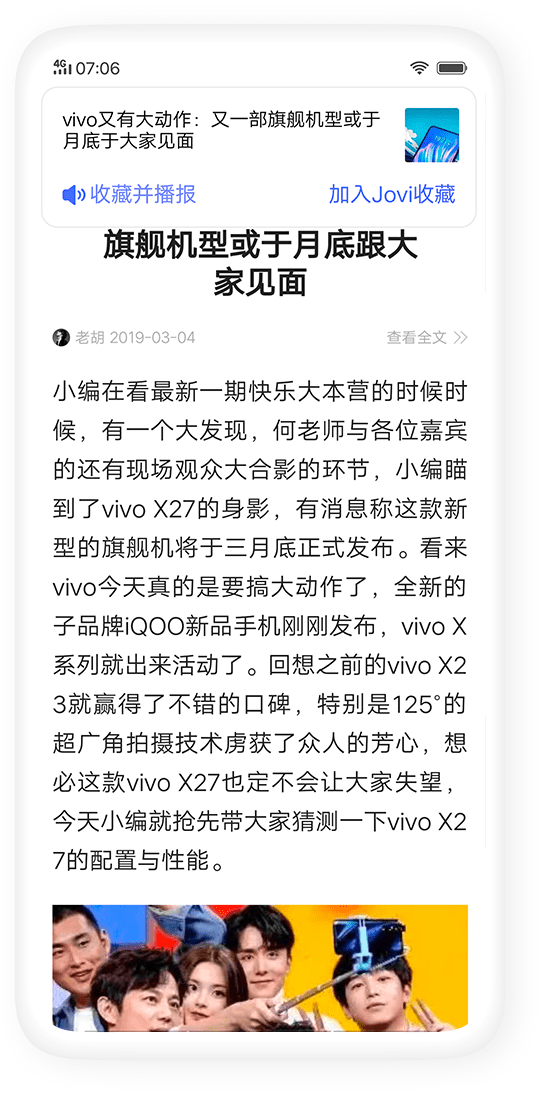 4G 07:06
vivo又有大动作：又一部旗舰机型或于
月底于大家见面
收藏并播报 加入Jovi收藏
旗舰机型或于月底跟大
家见面
老胡 2019-03-04 查看全文
小编在看最新一期快乐大本营的时候时
候，有一个大发现，何老师与各位嘉宾
的还有现场观众大合影的环节，小编瞄
到了vivo X27的身影，有消息称这款新
型的旗舰机将于三月底正式发布。看来
vivo今天真的是要搞大动作了，全新的
子品牌iQOO新品手机刚刚发布，vivo X
系列就出来活动了。回想之前的vivo X2
3就赢得了不错的口碑，特别是125°的
超广角拍摄技术虏获了众人的芳心，想
必这款vivo X27也定不会让大家失望，
今天小编就抢先带大家猜测一下vivo X2
7的配置与性能。